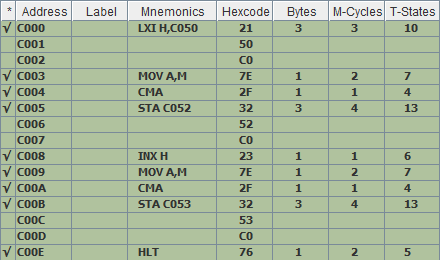 * Address Label Mnemonics Hexcode Bytes M-Cycles T-States
√ C000 LXI H,C050 21 3 3 10
C001 50
C002 C0
√ C003 MOV A,M 7E 1 2 7
√ C004 CMA 2F 1 1 4
√ C005 STA C052 32 3 4 13
C006 52
C007 C0
√ C008 INX H 23 1 1 6
√ C009 MOV A,M 7E 1 2 7
√ C00A CMA 2F 1 1 4
√ C00B STA C053 32 3 4 13
C00C 53
C00D C0
√ C00E HLT 76 1 2 5